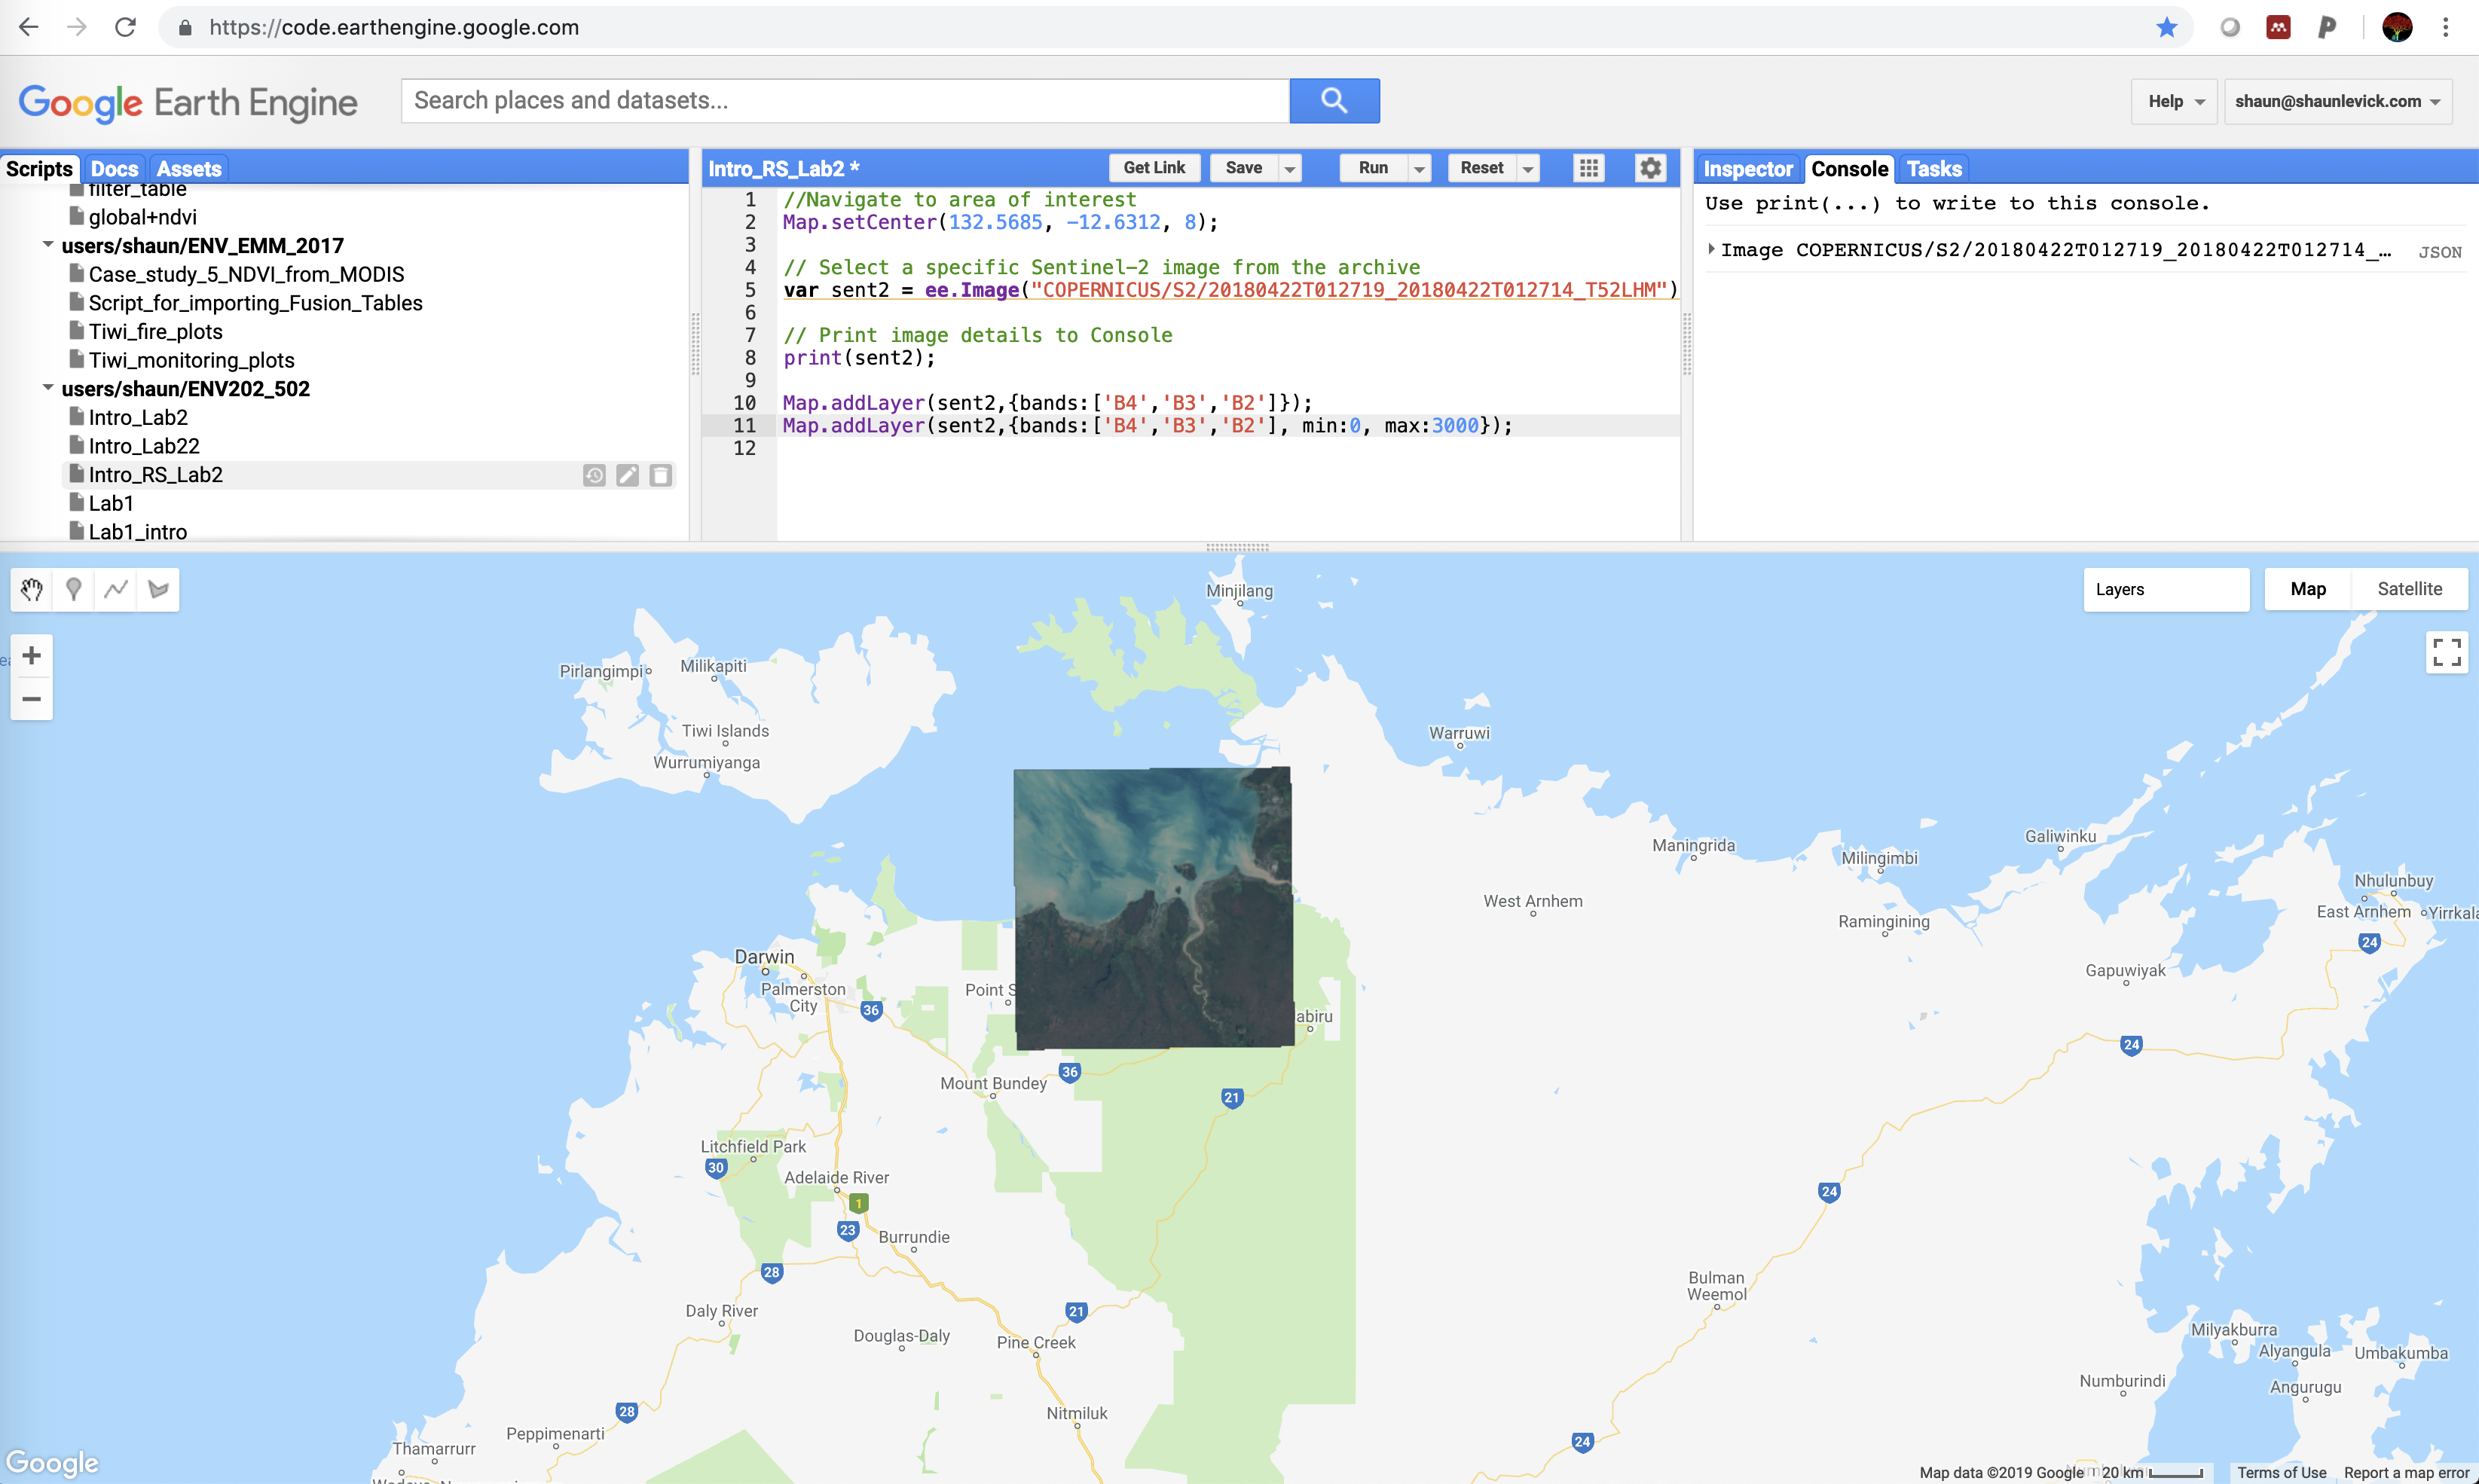 https://code.earthengine.google.com
Google Earth Engine
Search places and datasets...
Help
shaun@shaunlevick.com
Scripts Docs Assets
filter_table
global+ndvi
users/shaun/ENV_EMM_2017
Case_study_5_NDVI_from_MODIS
Script_for_importing_Fusion_Tables
Tiwi_fire_plots
Tiwi_monitoring_plots
users/shaun/ENV202_502
Intro_Lab2
Intro_Lab22
Intro_RS_Lab2
Lab1
Lab1_intro
Intro_RS_Lab2 *
Get Link Save Run Reset
1 //Navigate to area of interest
2 Map.setCenter(132.5685, -12.6312, 8);
3
4 // Select a specific Sentinel-2 image from the archive
5 var sent2 = ee.Image("COPERNICUS/S2/20180422T012719_20180422T012714_T52LHM")
6
7 // Print image details to Console
8 print(sent2);
9
10 Map.addLayer(sent2,{bands:['B4','B3','B2']});
11 Map.addLayer(sent2,{bands:['B4','B3','B2'], min:0, max:3000});
12
Inspector Console Tasks
Use print(...) to write to this console.
Image COPERNICUS/S2/20180422T012719_20180422T012714_... JSON
Layers
Map Satellite
Minjilang
Pirlangimpi
Milikapiti
Tiwi Islands
Wurrumiyanga
Warruwi
Maningrida
Milingimbi
Galiwinku
Nhulunbuy
East Arnhem
Yirrkala
West Arnhem
Ramingining
24
Gapuwiyak
Darwin
Palmerston
City
36
Point S
abiru
24
36
Mount Bundey
21
Litchfield Park
30
Adelaide River
1
23
Burrundie
24
28
Bulman
Weemol
Daly River
21
Douglas-Daly
Pine Creek
Milyakburra
Alyangula
Umbakumba
Numburindi
Angurugu
28
Nitmiluk
Peppimenarti
24
Thamarrurr
Google
Map data ©2019 Google 20 km Terms of Use Report a map error